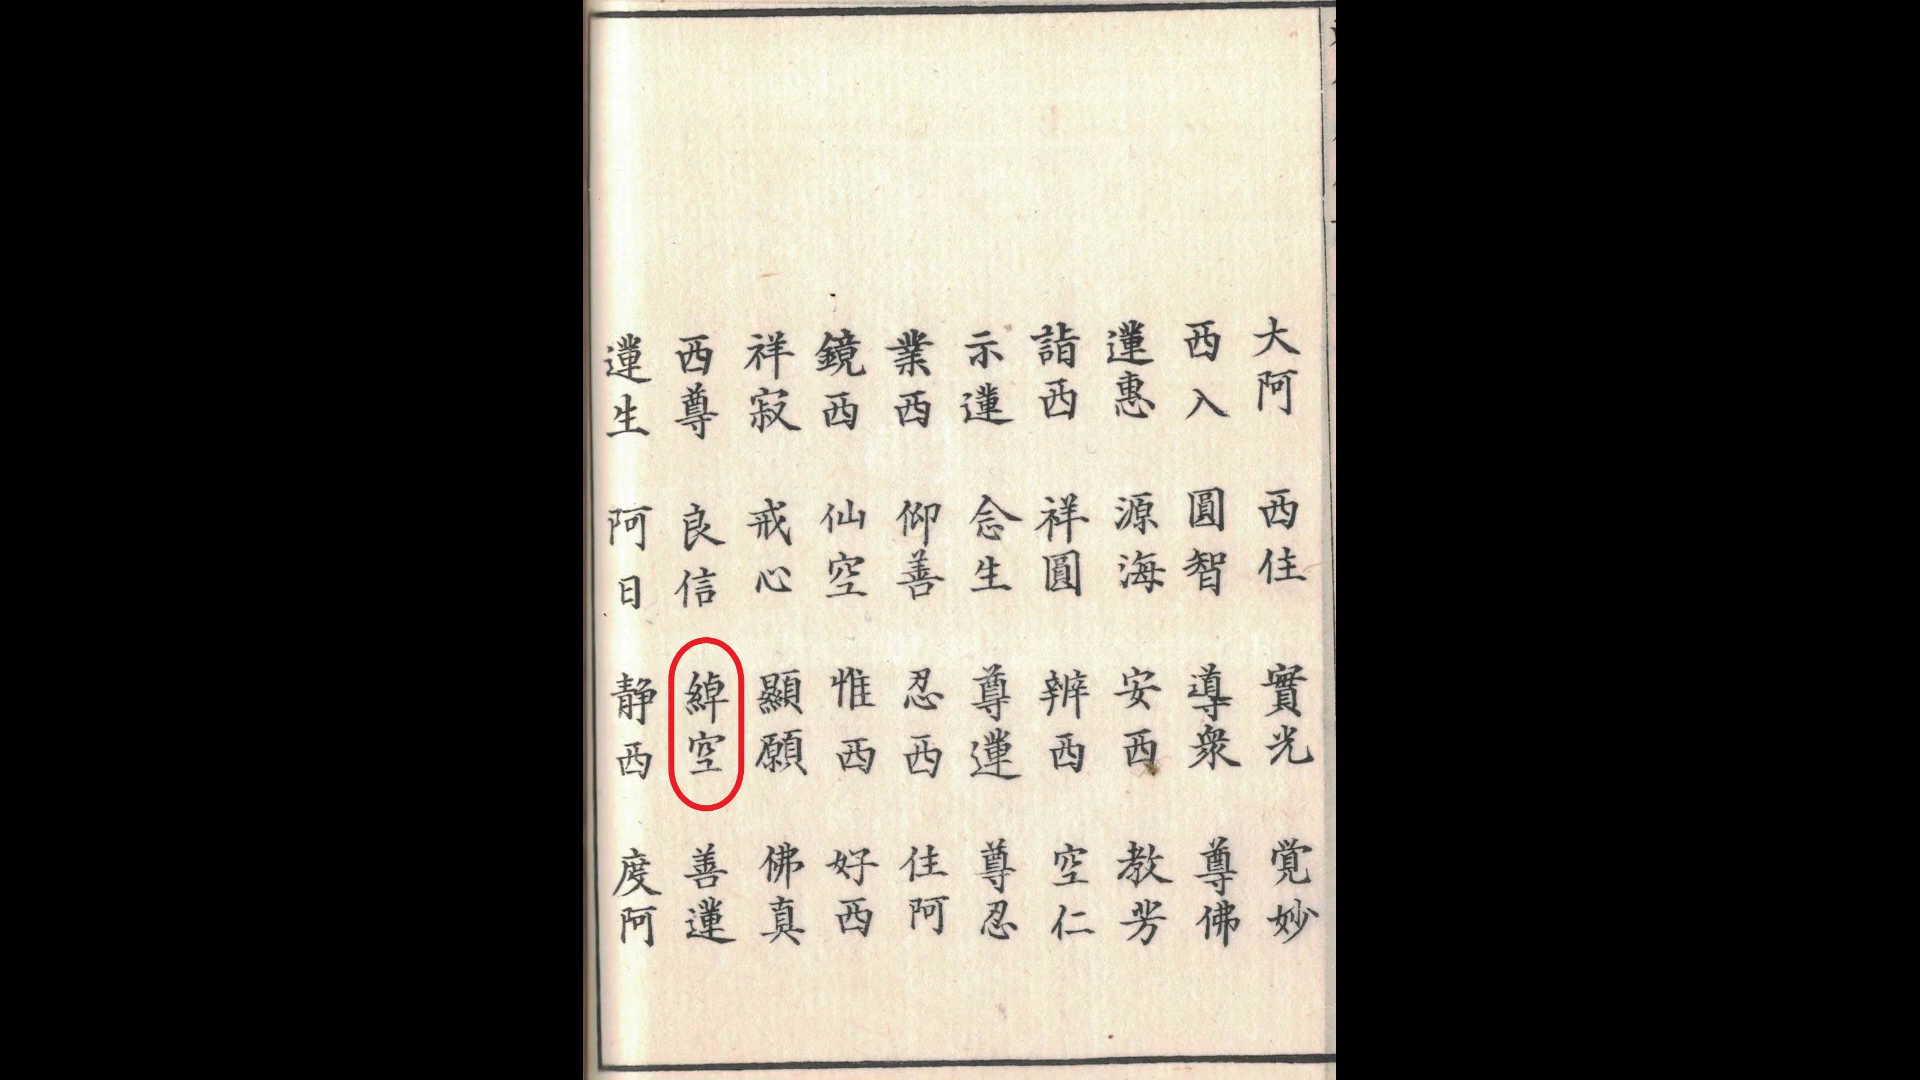 大阿 西住 實光 覚妙
西入 圓智 導衆 尊佛
蓮惠 源海 安西 教芳
詣西 祥圓 辨西 空仁
示蓮 念生 尊蓮 尊忍
業西 仰善 忍西 住阿
鏡西 仙空 惟西 好西
祥寂 戒心 顯願 佛真
西尊 良信 綽空 善蓮
蓮生 阿日 静西 度阿